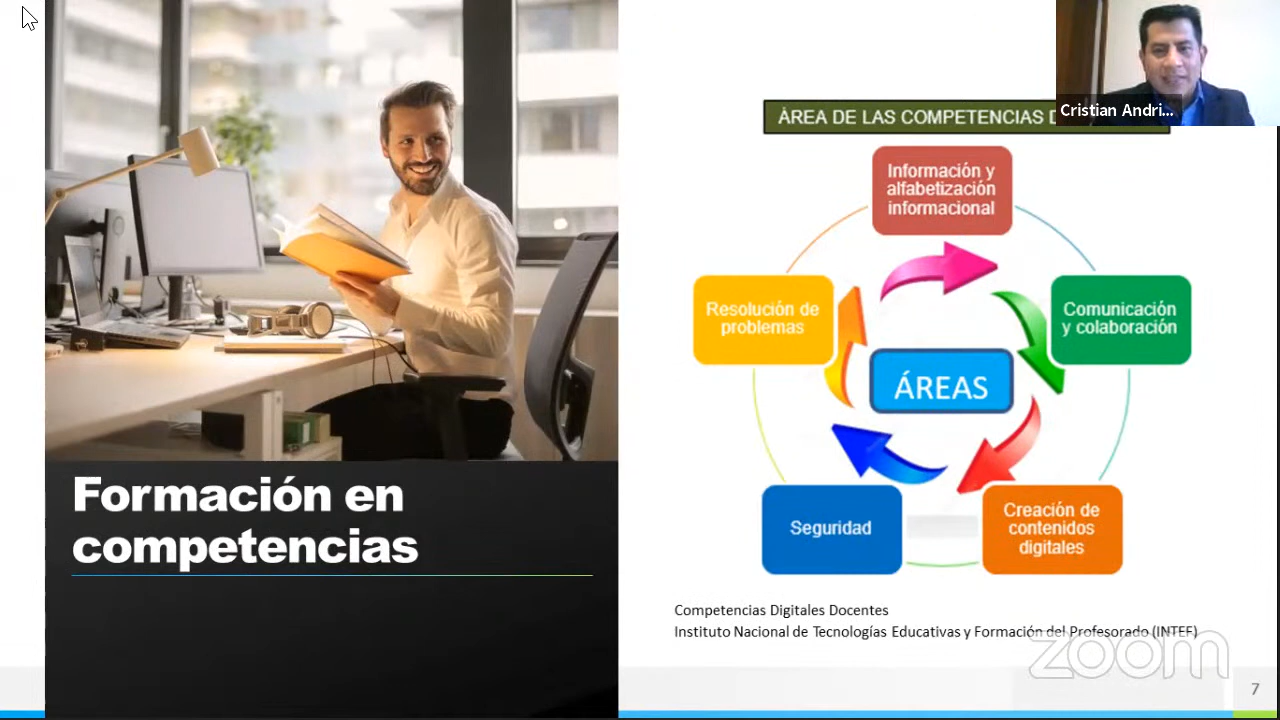 Cristian Andri...
ÁREA DE LAS COMPETENCIAS
Información y
alfabetización
informacional
Resolución de
problemas
Comunicación
y colaboración
ÁREAS
Seguridad
Creación de
contenidos
digitales
Formación en
competencias
Competencias Digitales Docentes
Instituto Nacional de Tecnologías Educativas y Formación del Profesorado (INTEF)
zoom
7